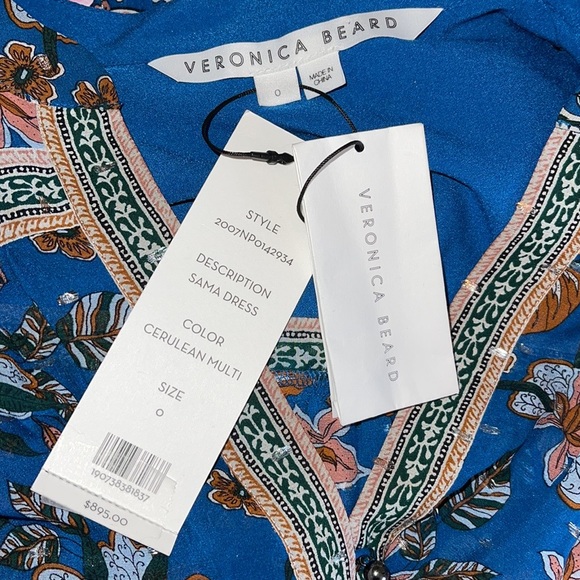 VERONICA BEARD
0
MADE IN
CHINA
STYLE
2007NP0142934
DESCRIPTION
SAMA DRESS
COLOR
CERULEAN MULTI
SIZE
0
190738381837
$895.00
VERONICA BEARD